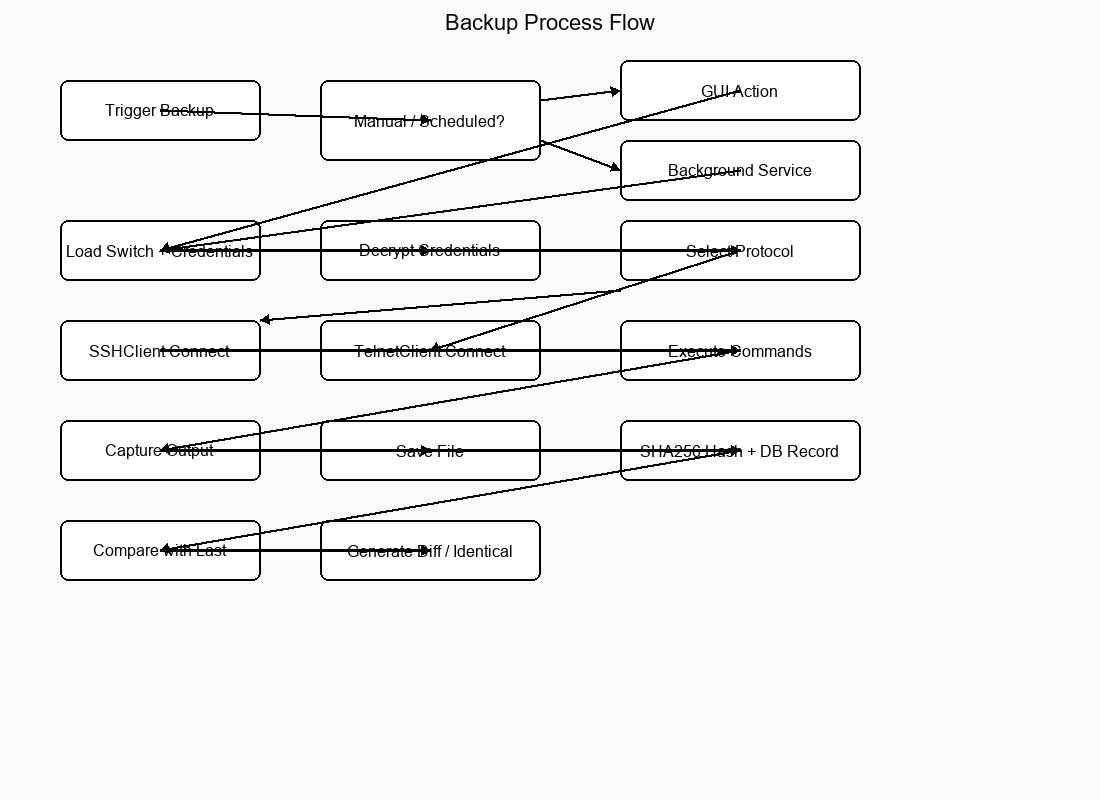 Backup Process Flow
Trigger Backup
Manual / Scheduled?
GUI Action
Background Service
Load Switch + Credentials
Decrypt Credentials
Select Protocol
SSHClient Connect
TelnetClient Connect
Execute Commands
Capture Output
Save File
SHA256 Hash + DB Record
Compare with Last
Generate Diff / Identical